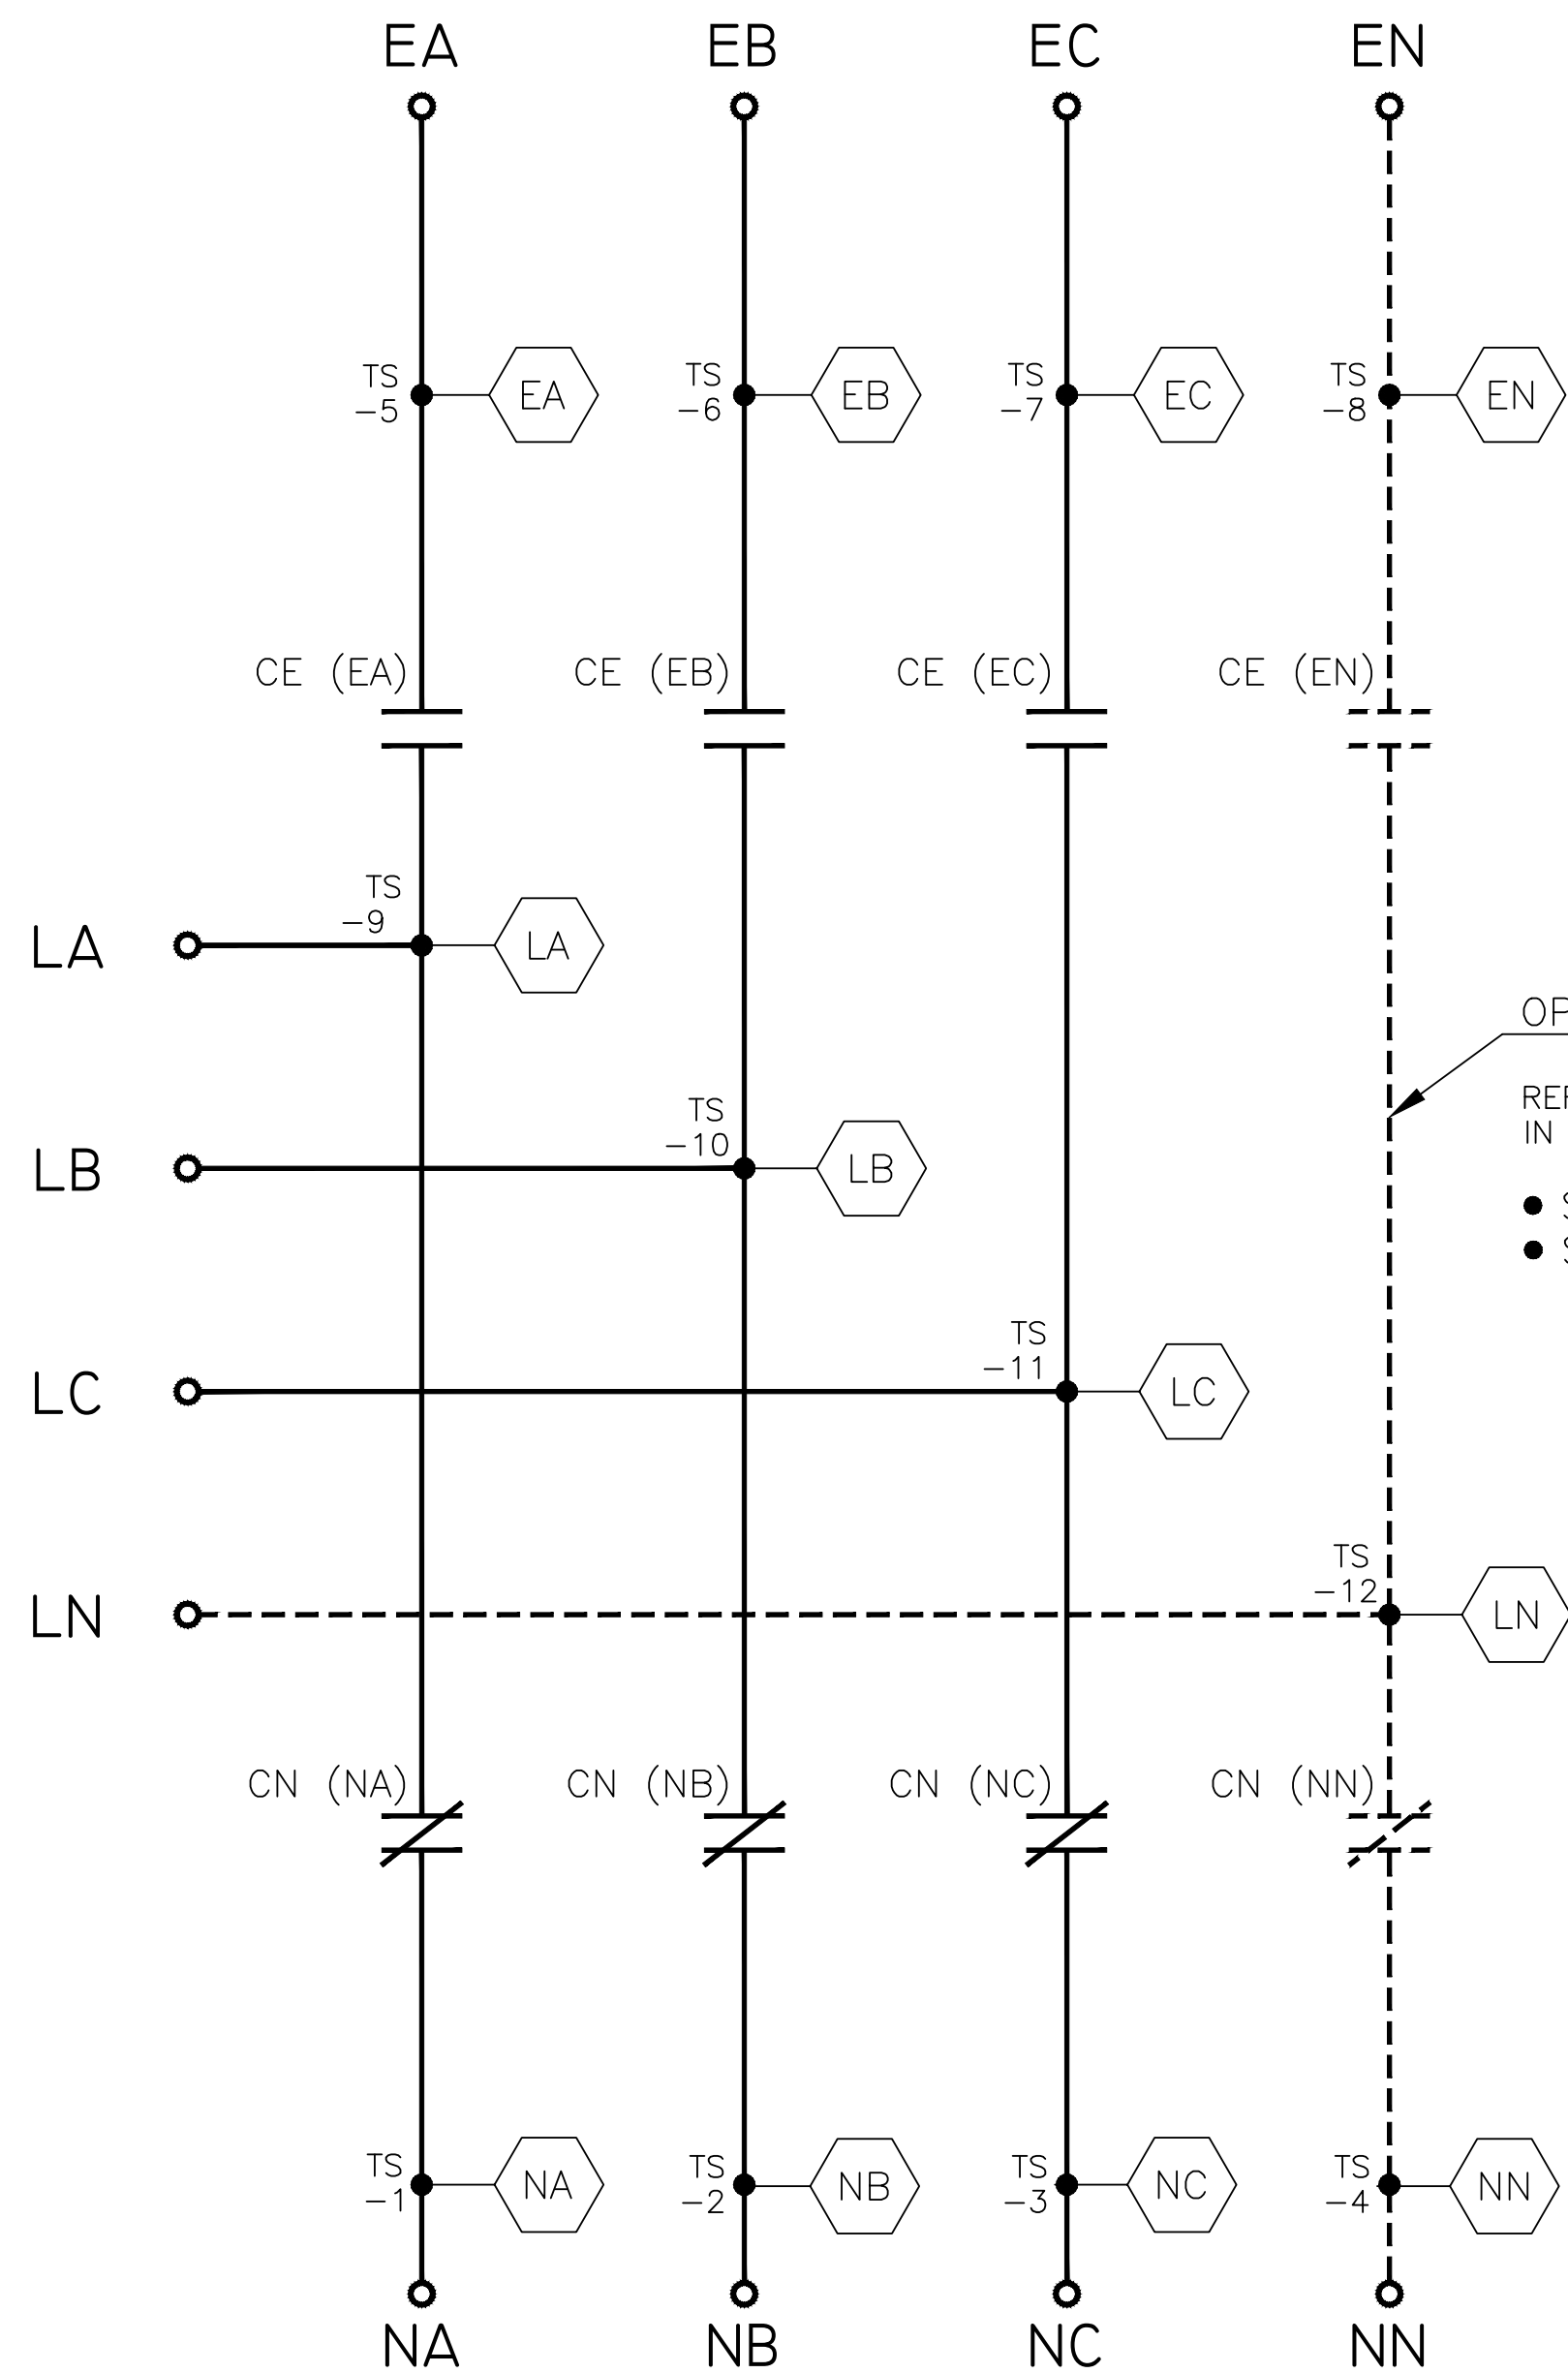 EA EB EC EN
TS TS TS TS
-5 EA -6 EB -7 EC -8 EN
CE (EA) CE (EB) CE (EC) CE (EN)
TS
-9
LA LA
OP
REF
IN
TS
-10
LB LB
TS
-11
LC LC
TS
-12
LN LN
CN (NA) CN (NB) CN (NC) CN (NN)
TS TS TS TS
-1 NA -2 NB -3 NC -4 NN
NA NB NC NN